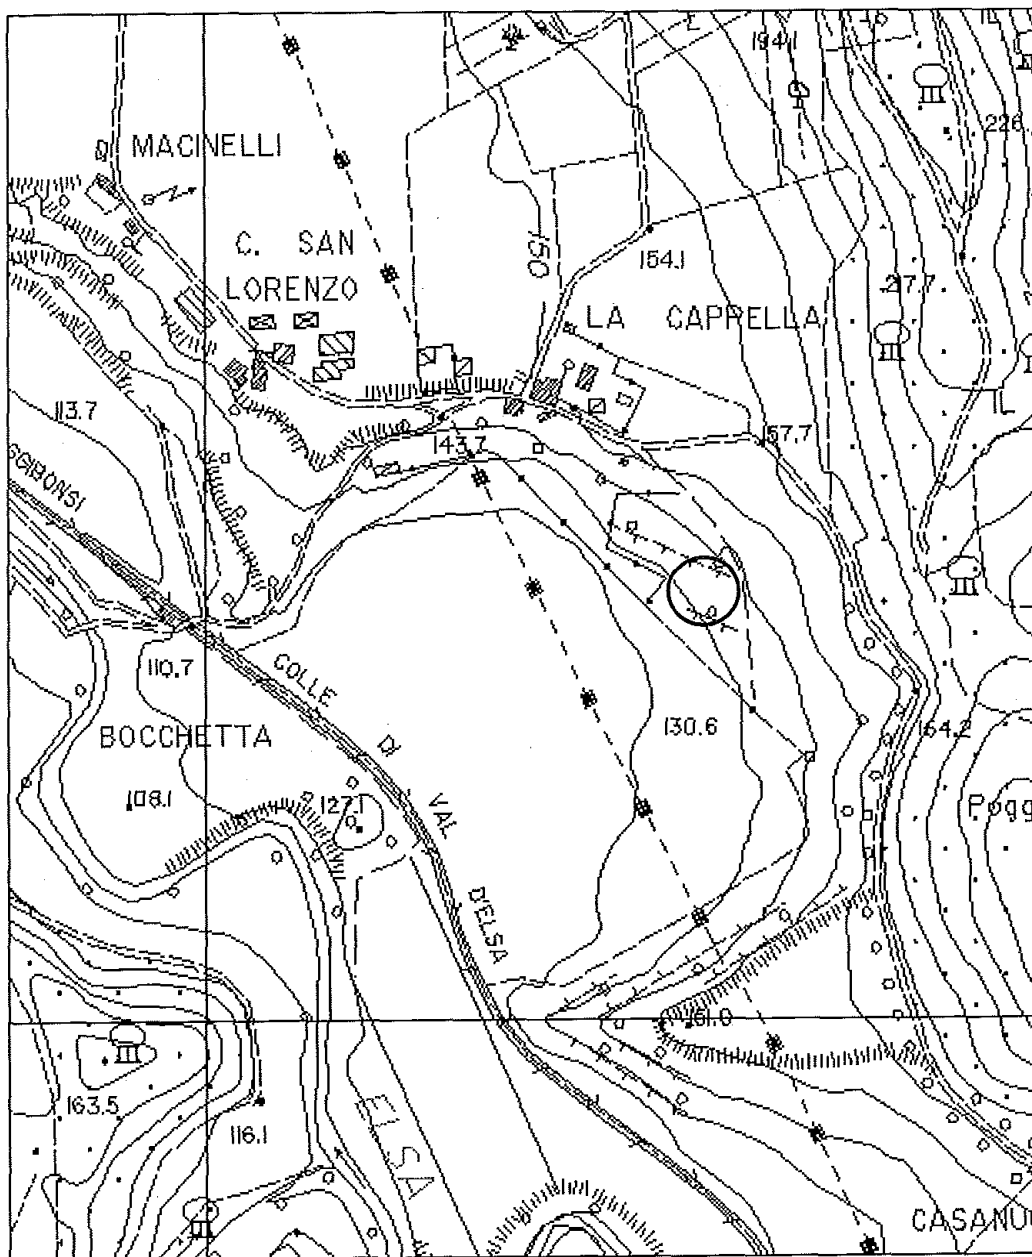 194.1
226.
MACINELLI
C. SAN
LORENZO
150
154.1
217.7
LA CAPPELLA
113.7
143.7
157.7
GGIBONSI
110.7
COLLE DI VAL D'ELSA
BOCCHETTA
130.6
164.2
108.1
127.1
Pogg
161.0
163.5
116.1
ELSA
CASANU